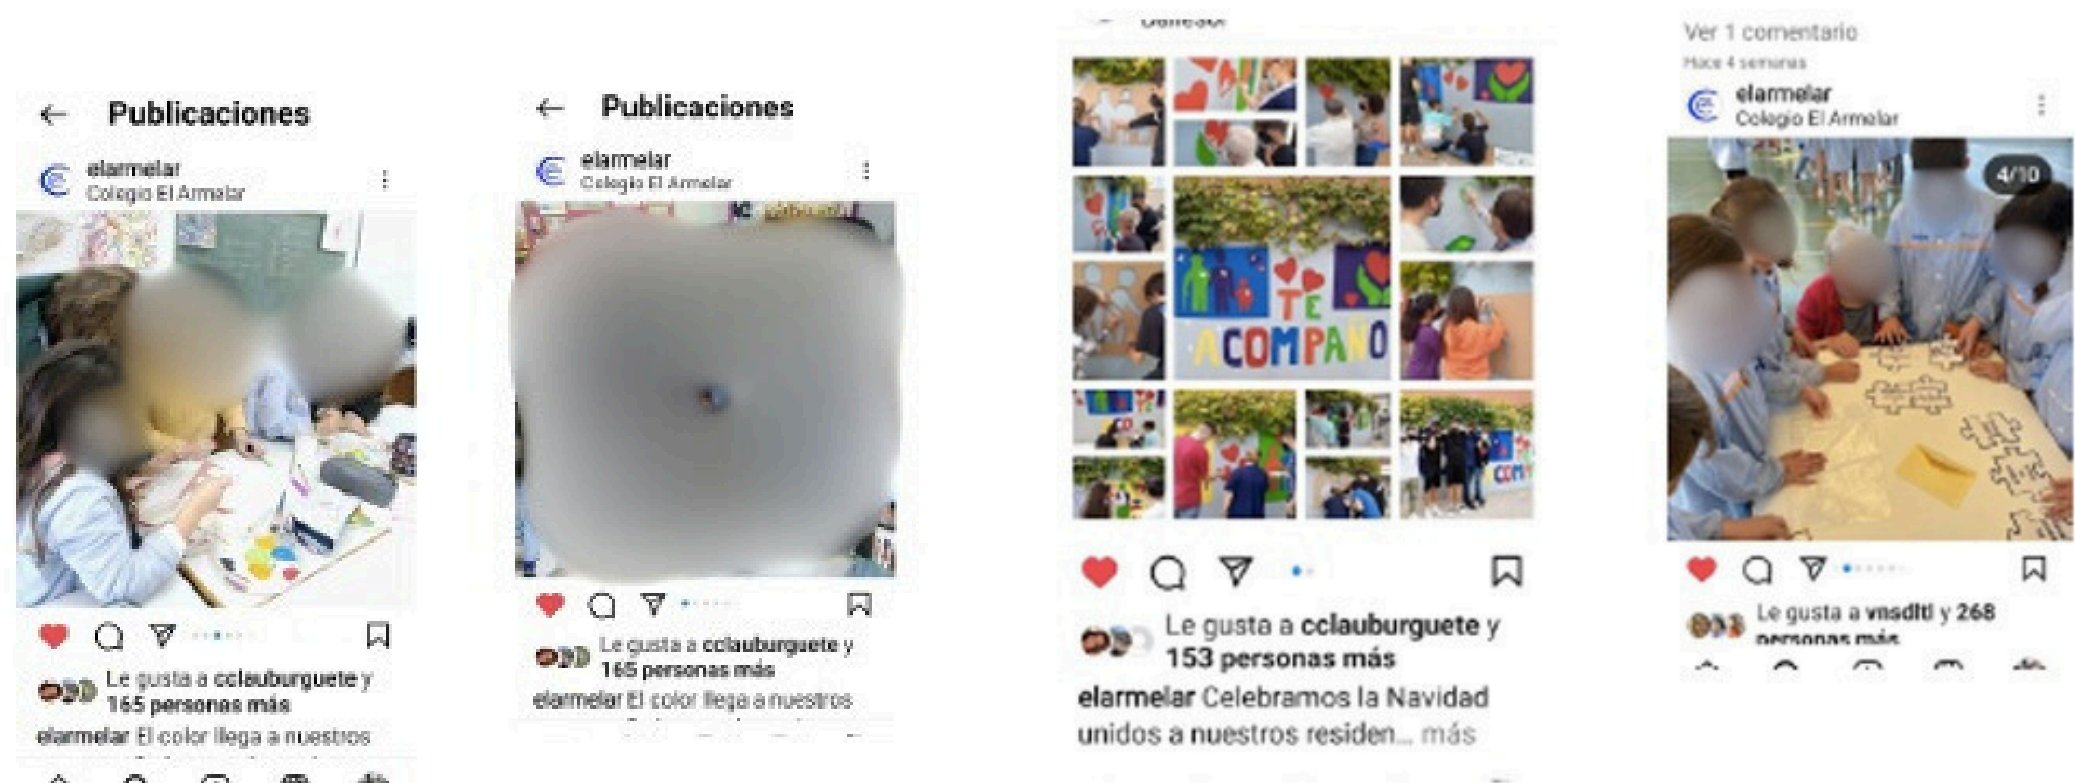 Publicaciones
elarmelar
Colegio El Armelar
Le gusta a cclauburguete y
165 personas más
elarmelar El color llega a nuestros
Publicaciones
elarmelar
Colegio El Armelar
Le gusta a cclauburguete y
165 personas más
elarmelar El color llega a nuestros
TE
ACOMPAÑO
Le gusta a cclauburguete y
153 personas más
elarmelar Celebramos la Navidad
unidos a nuestros residen... más
Ver 1 comentario
Hace 4 semanas
elarmelar
Colegio El Armelar
4/10
Le gusta a vnsdltl y 268
personas más